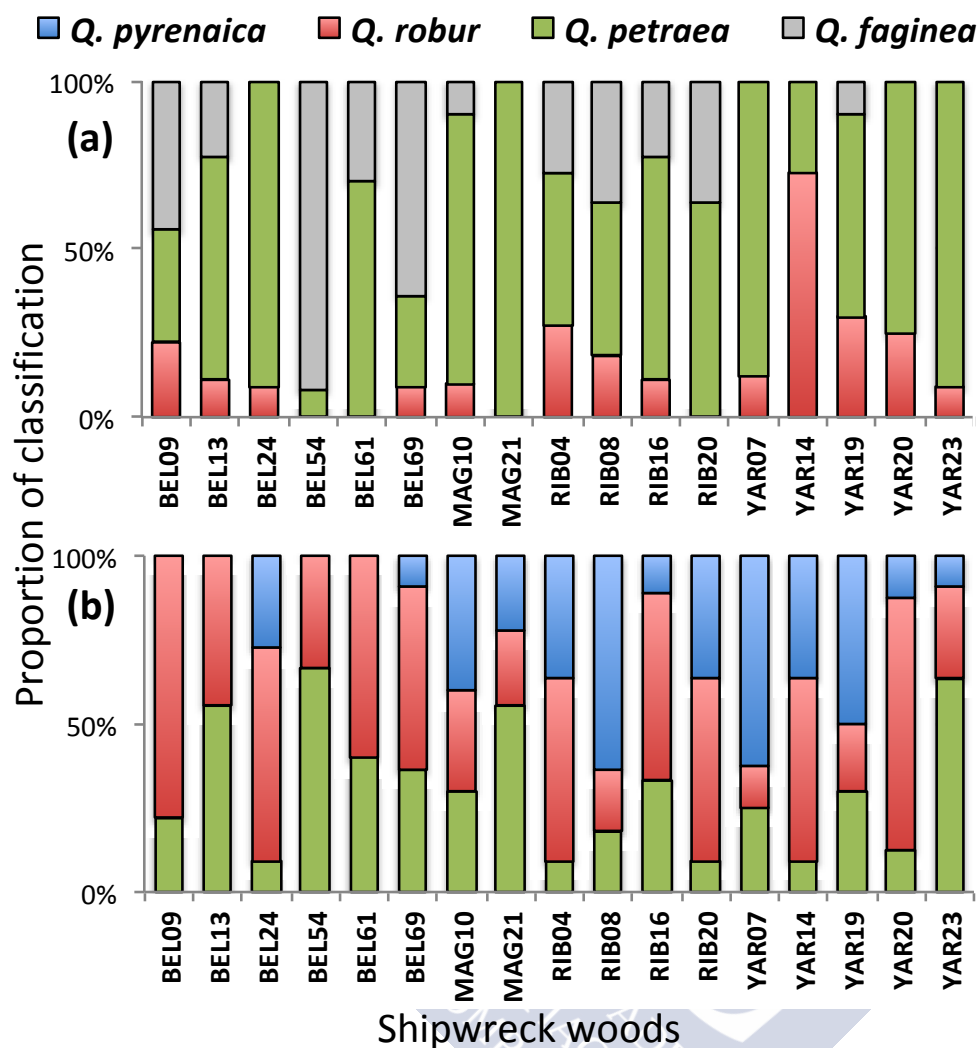 Q. pyrenaica Q. robur Q. petraea Q. faginea
Proportion of classification
(a)
100%
50%
0%
BEL09 BEL13 BEL24 BEL54 BEL61 BEL69 MAG10 MAG21 RIB04 RIB08 RIB16 RIB20 YAR07 YAR14 YAR19 YAR20 YAR23
(b)
100%
50%
0%
BEL09 BEL13 BEL24 BEL54 BEL61 BEL69 MAG10 MAG21 RIB04 RIB08 RIB16 RIB20 YAR07 YAR14 YAR19 YAR20 YAR23
Shipwreck woods